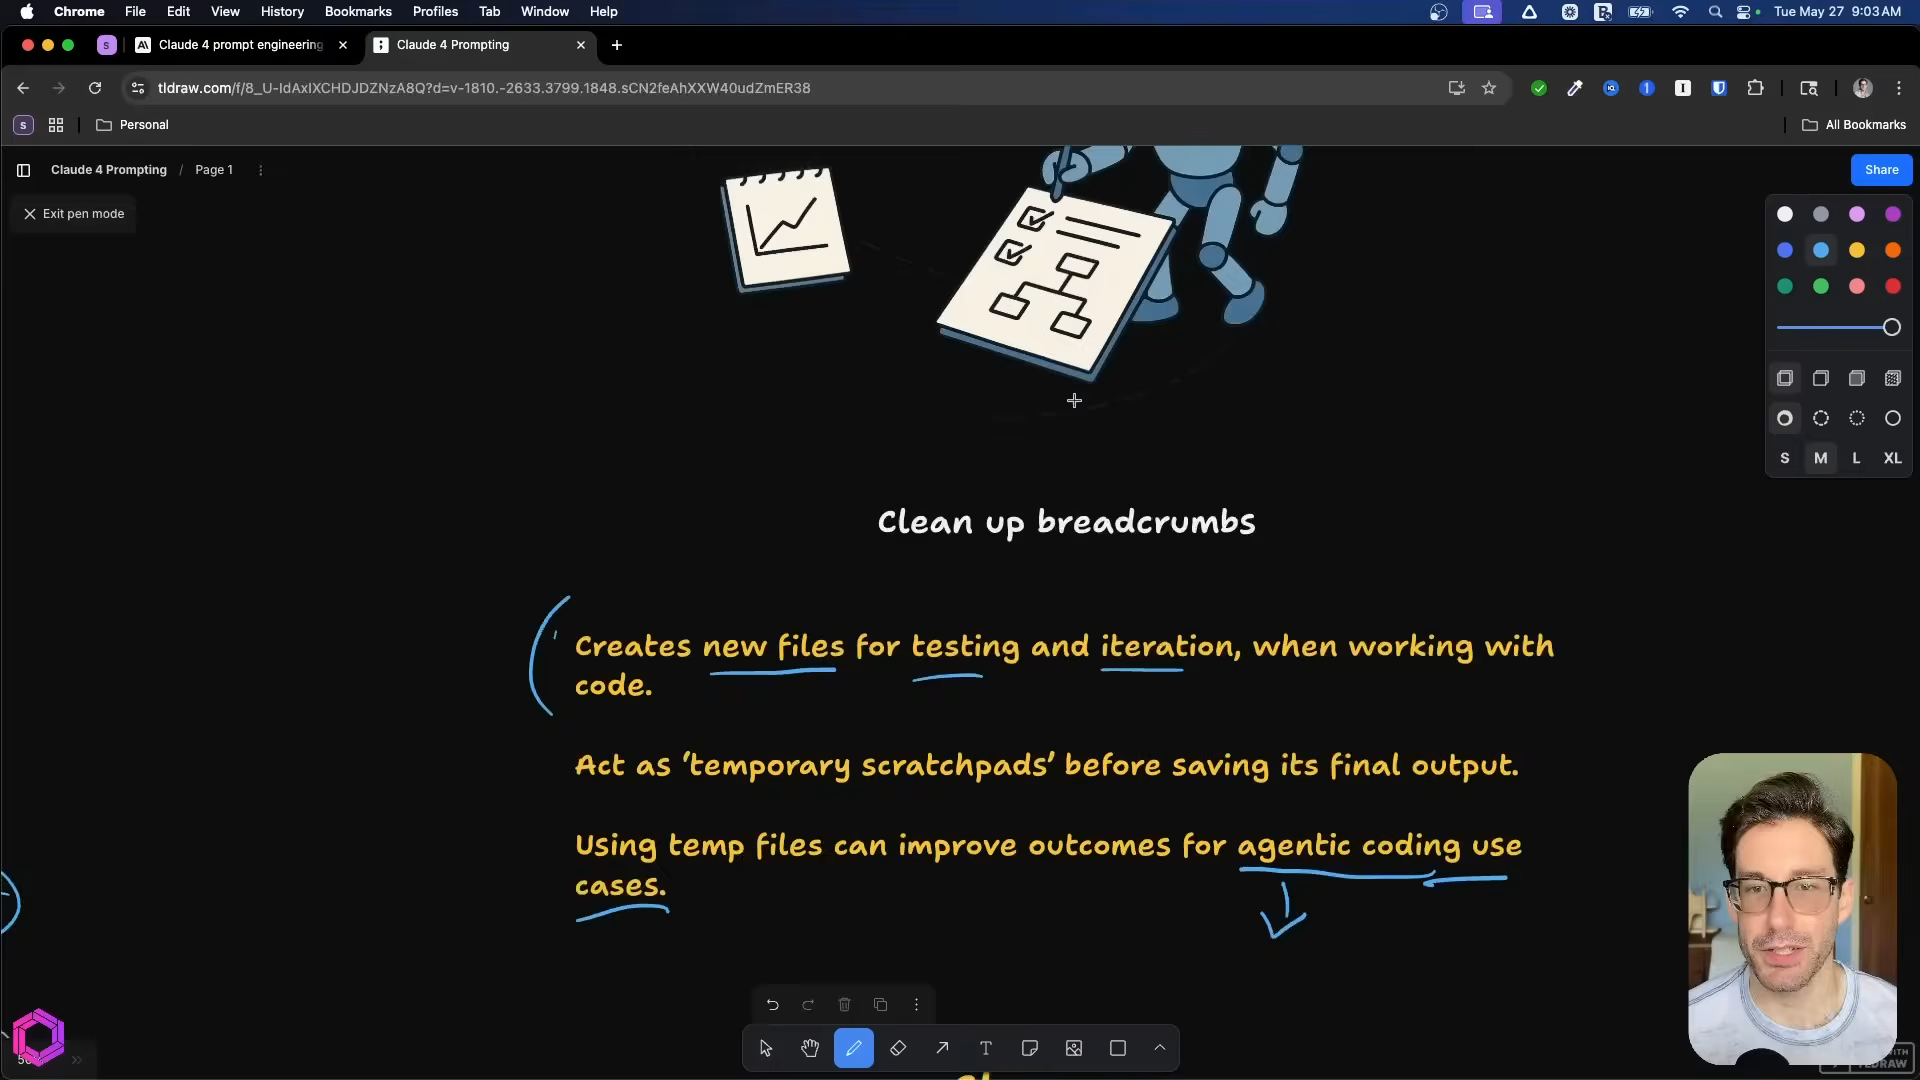 Chrome File Edit View History Bookmarks Profiles Tab Window Help Tue May 27 9:03 AM
S Claude 4 prompt engineering Claude 4 Prompting
tldraw.com/f/8_U-IdAxIXCHDJDZNzA8Q?d=v-1810.-2633.3799.1848.sCN2feAhXXW40udZmER38
S Personal All Bookmarks
Claude 4 Prompting / Page 1 Share
Exit pen mode
S M L XL
Clean up breadcrumbs
Creates new files for testing and iteration, when working with
code.
Act as ‘temporary scratchpads’ before saving its final output.
Using temp files can improve outcomes for agentic coding use
cases.